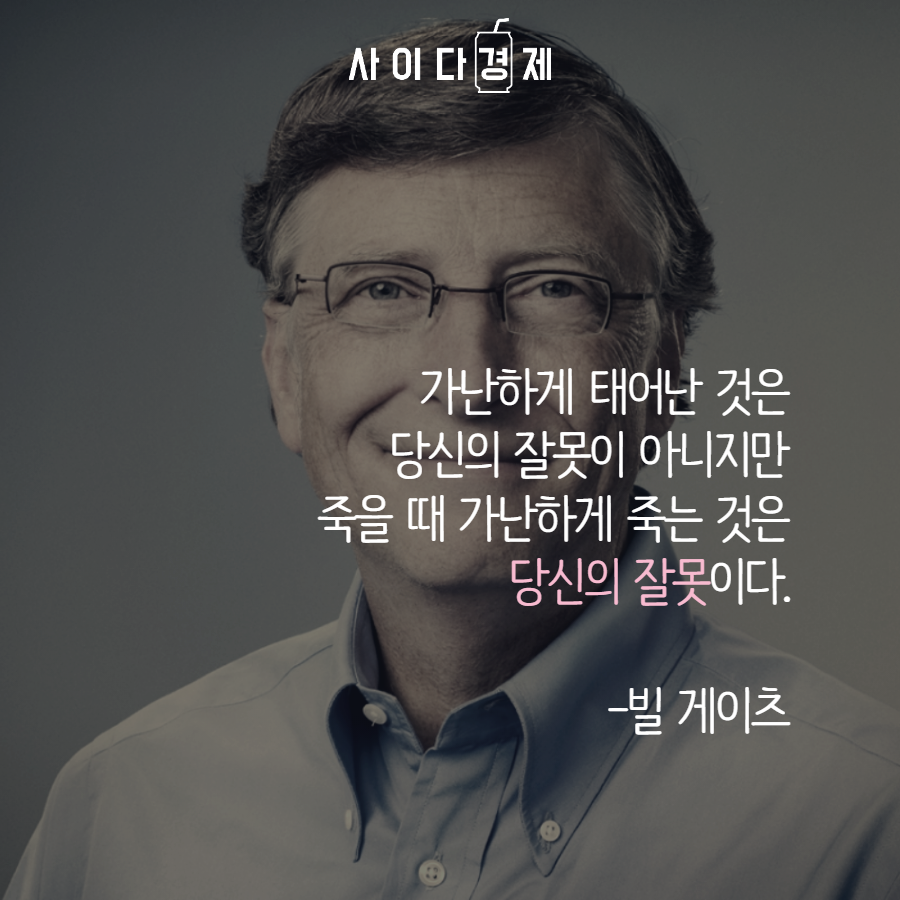 사이다경제
가난하게 태어난 것은
당신의 잘못이 아니지만
죽을 때 가난하게 죽는 것은
당신의 잘못이다.
-빌 게이츠